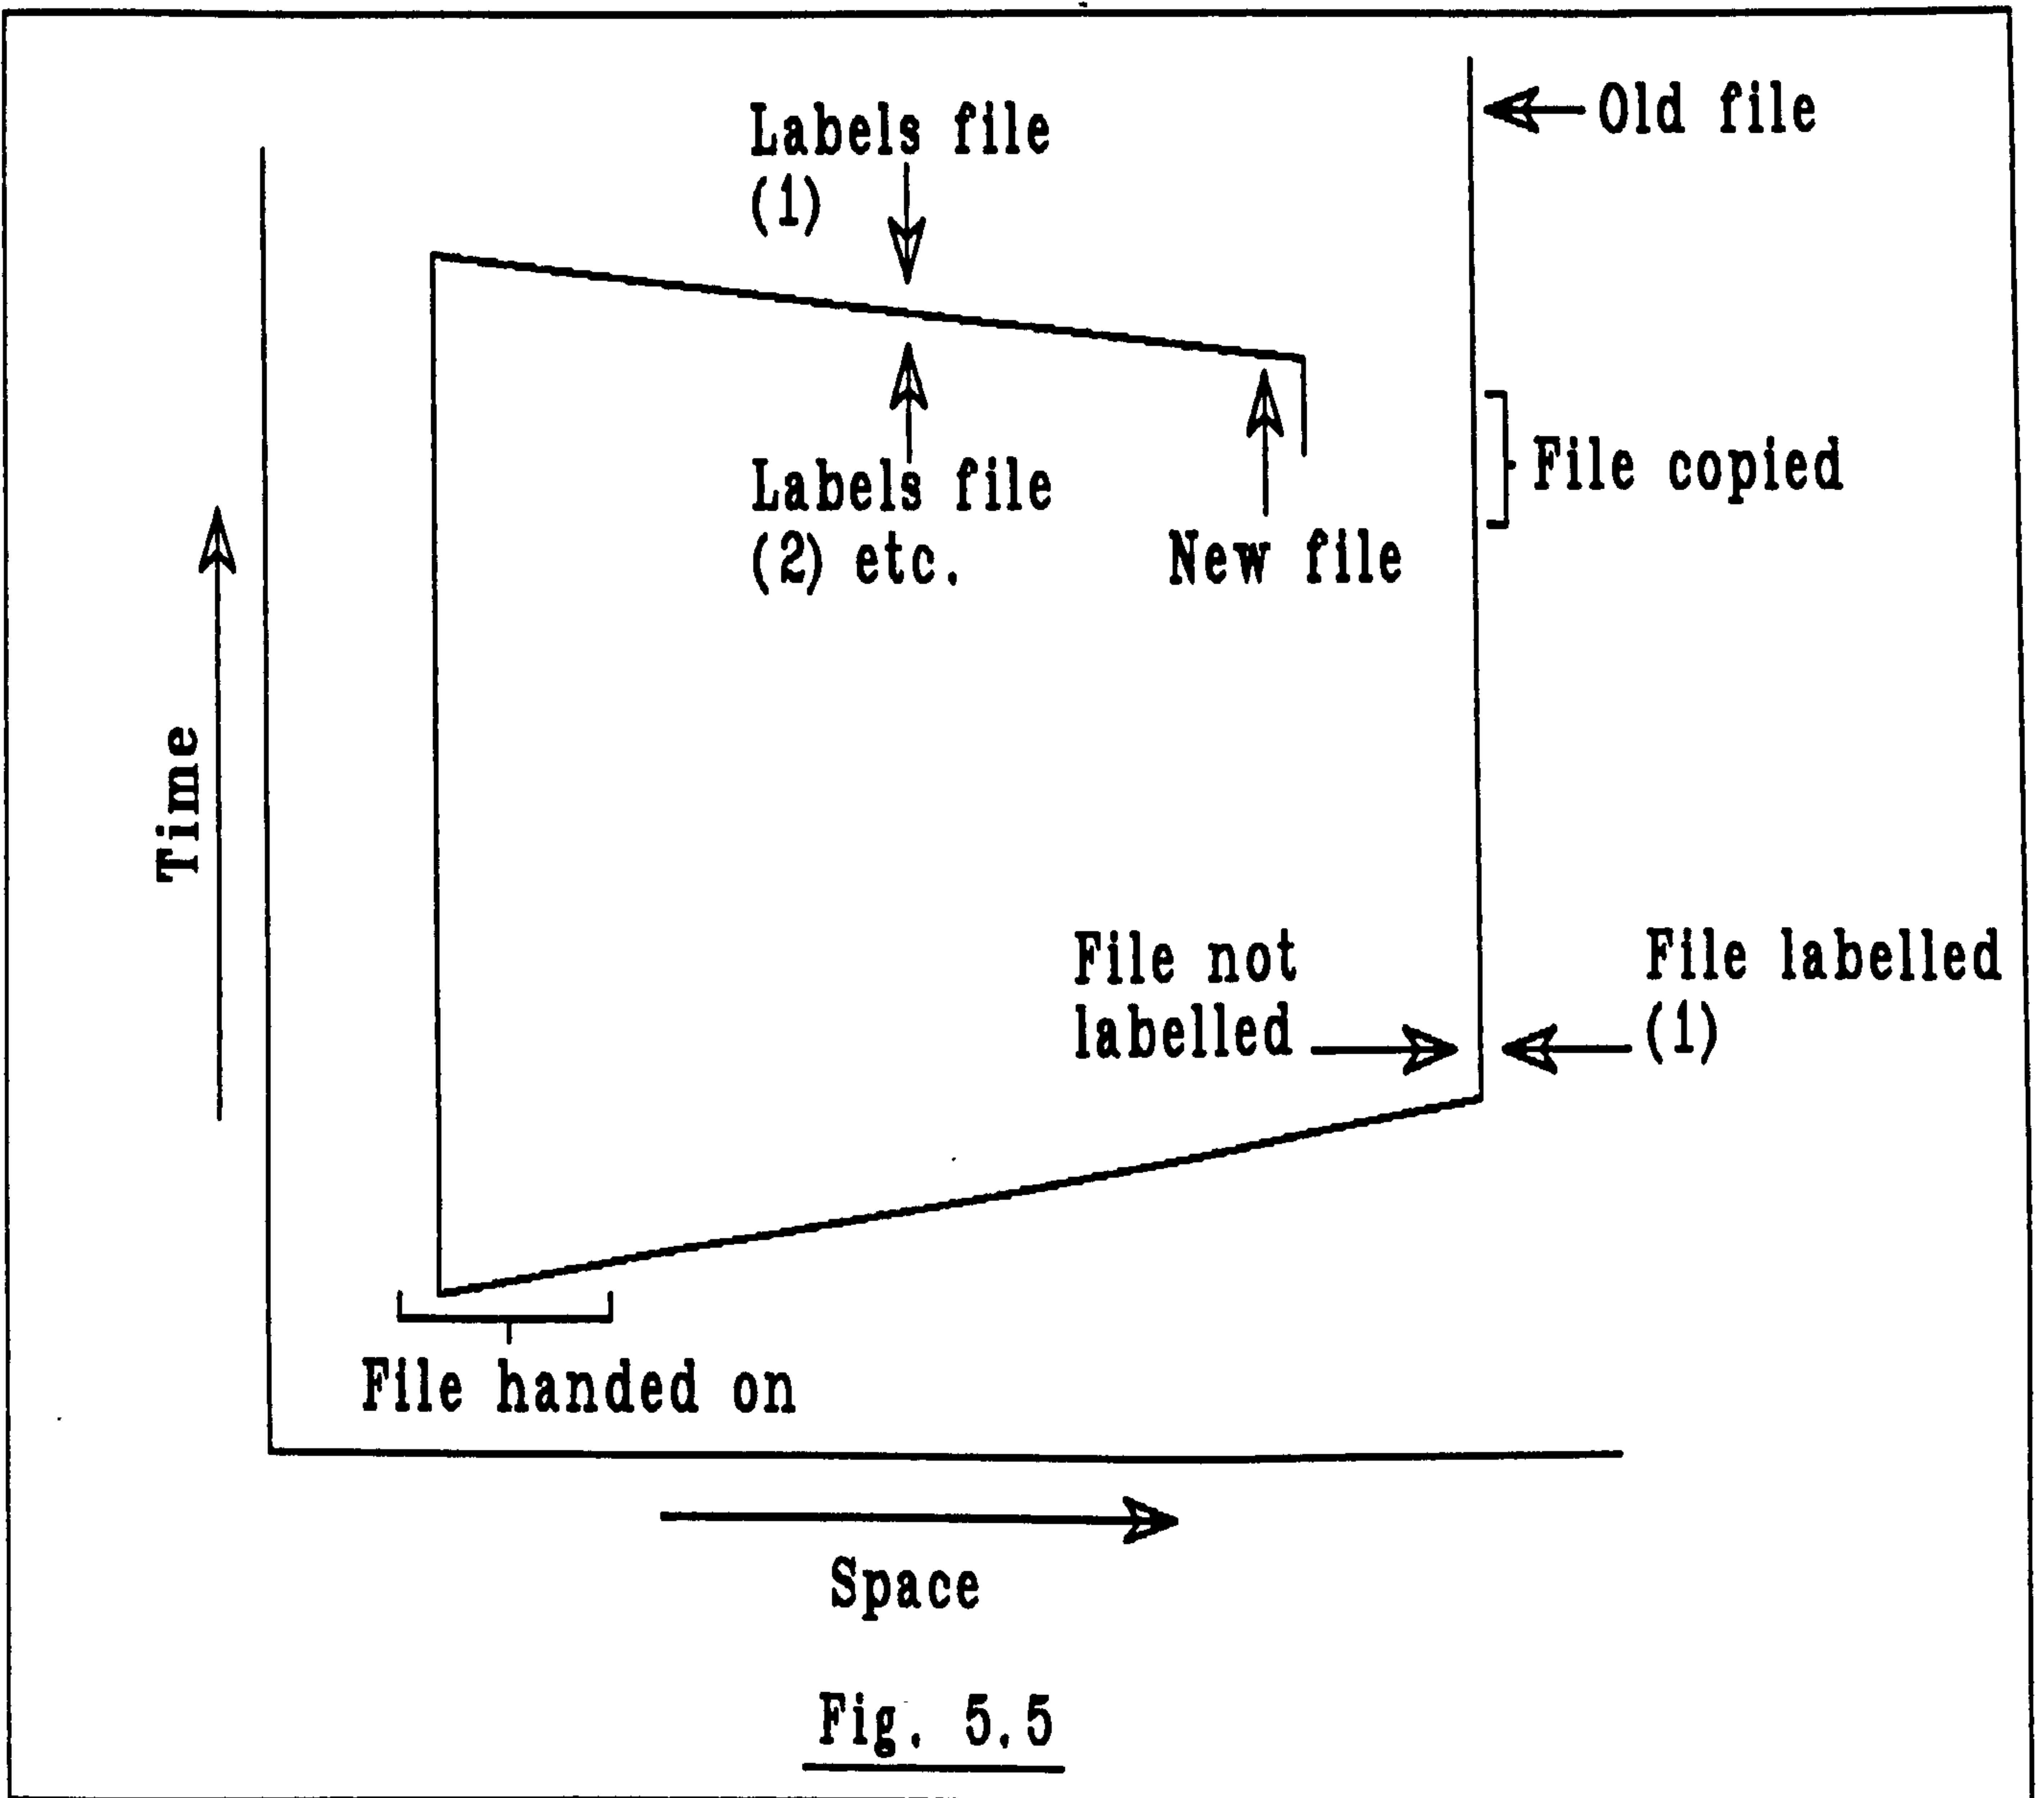 Old file
Labels file
(1)
File copied
Labels file
(2) etc.
New file
Time
File not
labelled
File labelled
(1)
File handed on
Space
Fig. 5.5